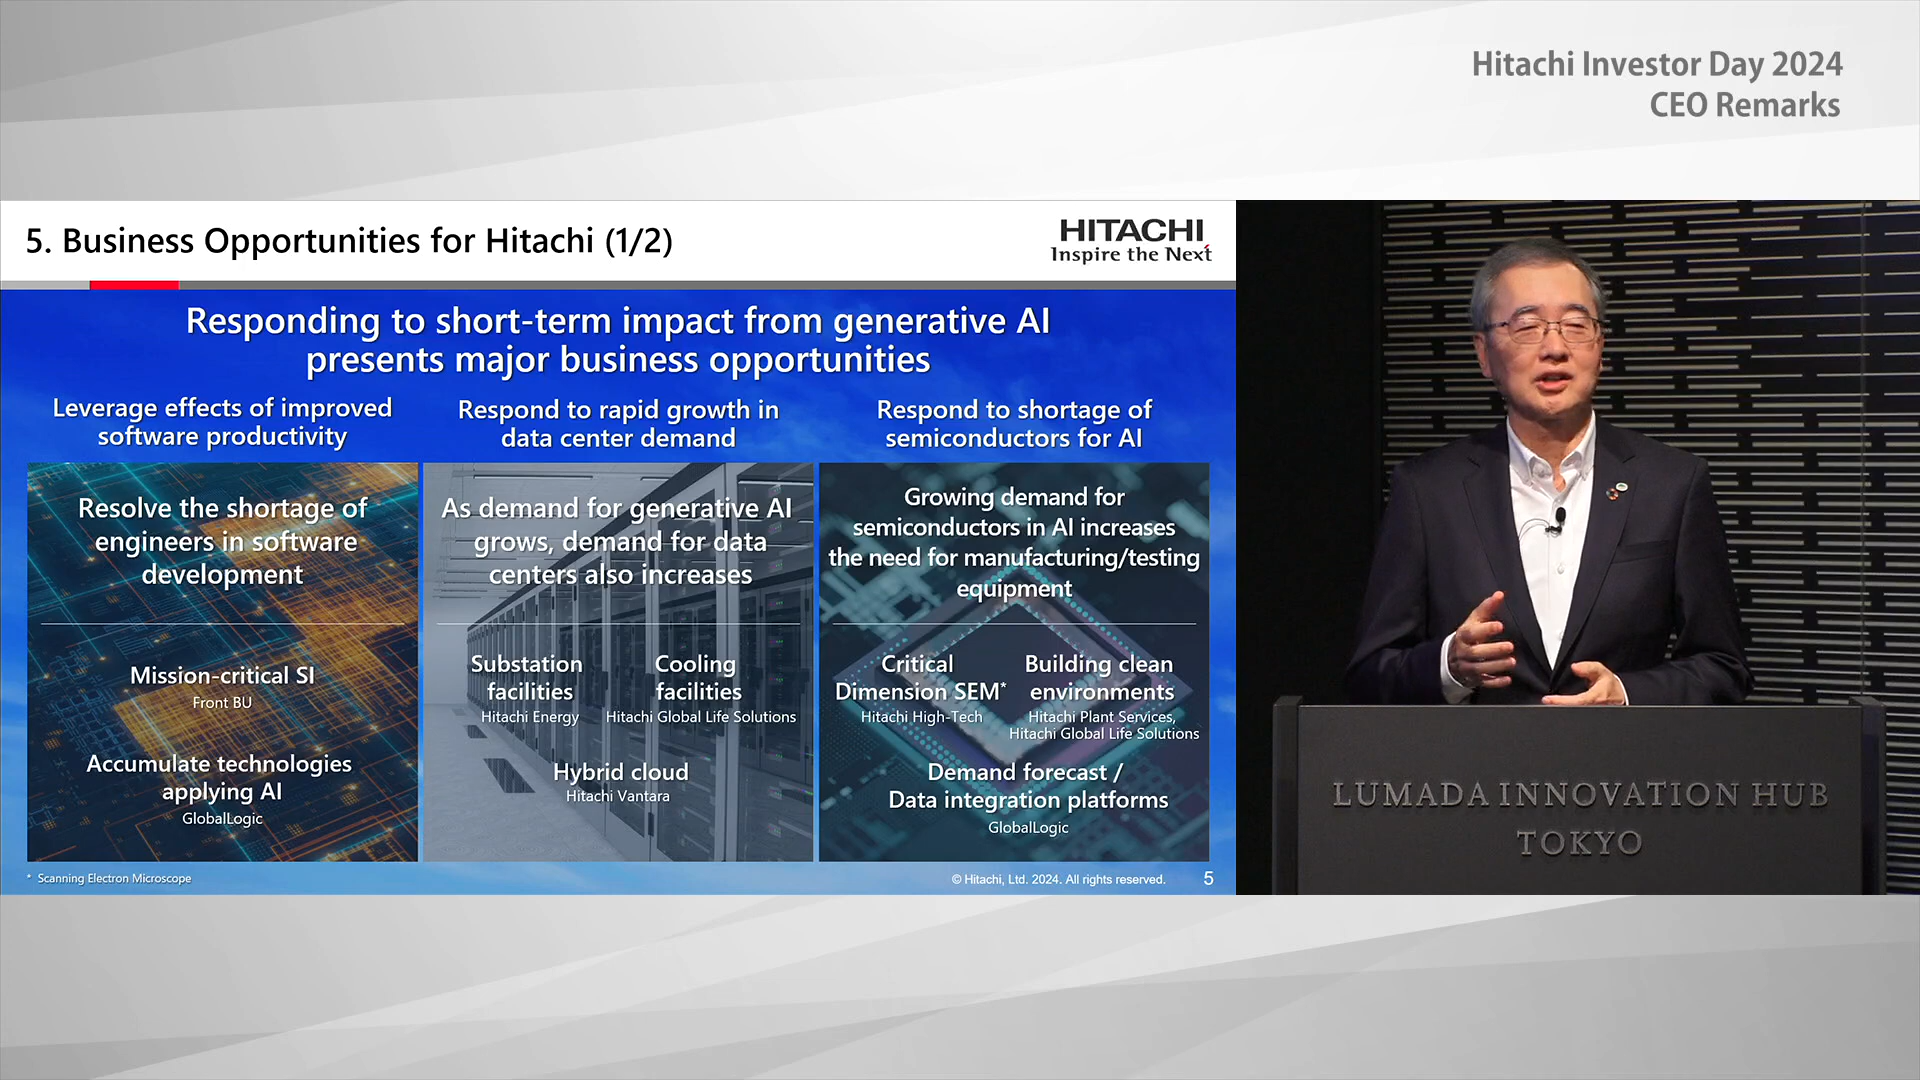 Hitachi Investor Day 2024
CEO Remarks
5. Business Opportunities for Hitachi (1/2)
HITACHI
Inspire the Next
Responding to short-term impact from generative AI
presents major business opportunities
Leverage effects of improved
software productivity
Resolve the shortage of
engineers in software
development
Mission-critical SI
Front BU
Accumulate technologies
applying AI
GlobalLogic
Respond to rapid growth in
data center demand
As demand for generative AI
grows, demand for data
centers also increases
Substation
facilities
Hitachi Energy
Cooling
facilities
Hitachi Global Life Solutions
Hybrid cloud
Hitachi Vantara
Respond to shortage of
semiconductors for AI
Growing demand for
semiconductors in AI increases
the need for manufacturing/testing
equipment
Critical
Dimension SEM*
Hitachi High-Tech
Building clean
environments
Hitachi Plant Services,
Hitachi Global Life Solutions
Demand forecast /
Data integration platforms
GlobalLogic
* Scanning Electron Microscope
© Hitachi, Ltd. 2024. All rights reserved.
5
LUMADA INNOVATION HUB
TOKYO